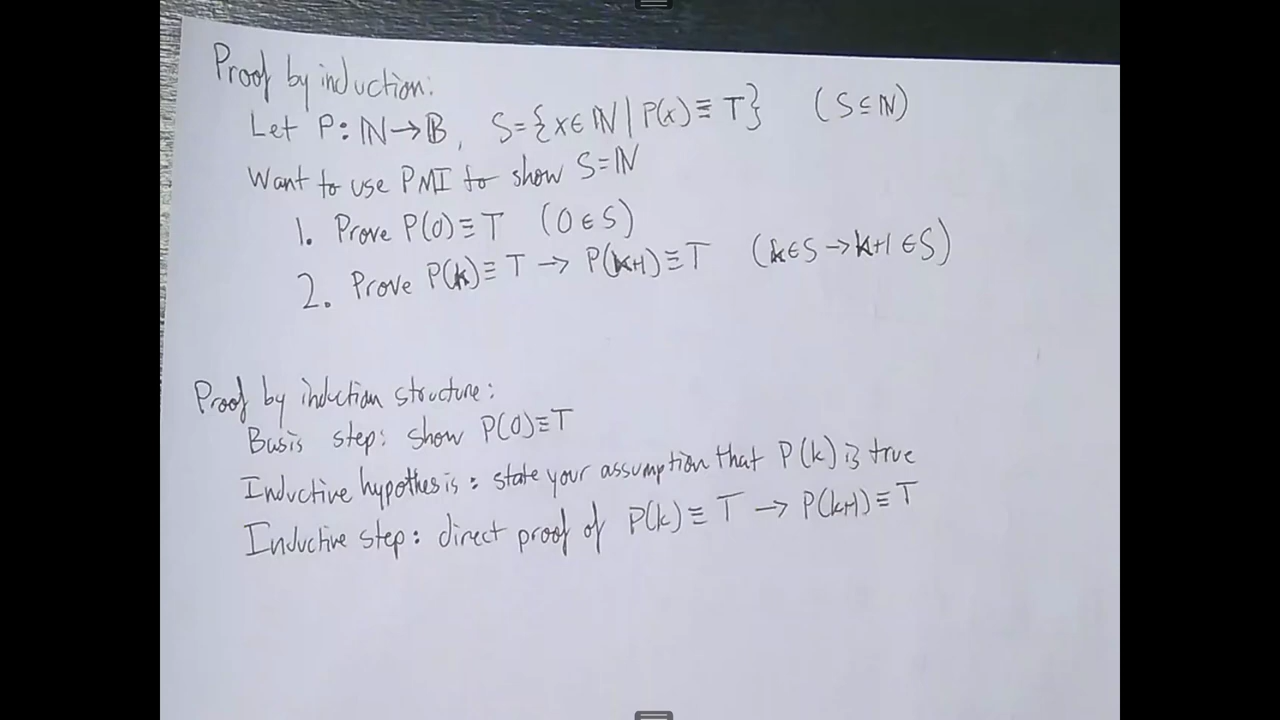 Proof by induction:
Let P: ℕ→𝔹, S={x∈ℕ | P(x)≡T} (S⊆ℕ)
Want to use PMI to show S=ℕ
1. Prove P(0)≡T (0∈S)
2. Prove P(k)≡T → P(k+1)≡T (k∈S→k+1∈S)
Proof by induction structure:
Basis step: show P(0)≡T
Inductive hypothesis: state your assumption that P(k) is true
Inductive step: direct proof of P(k)≡T → P(k+1)≡T